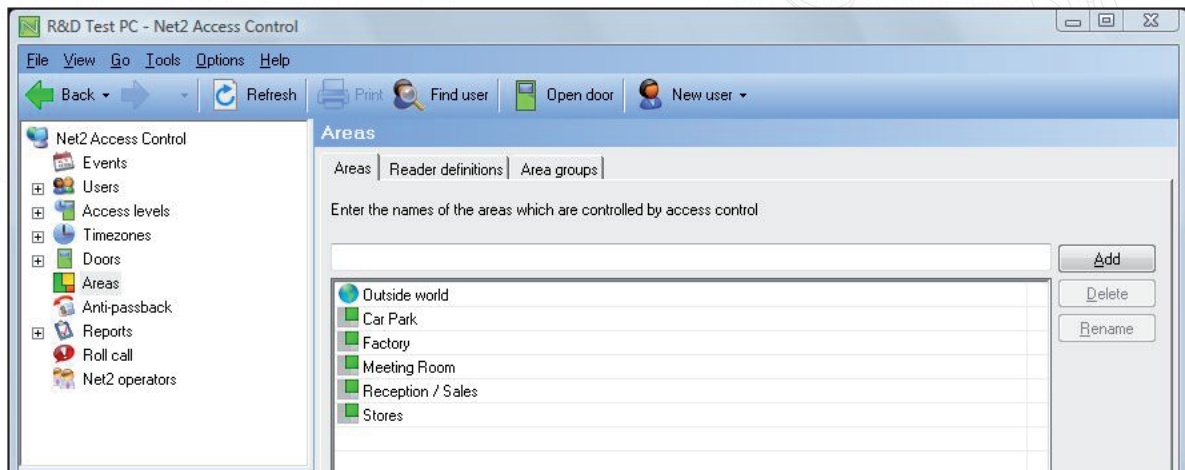 R&D Test PC - Net2 Access Control
File View Go Tools Options Help
Back Refresh Print Find user Open door New user
Net2 Access Control
Events
Users
Access levels
Timezones
Doors
Areas
Anti-passback
Reports
Roll call
Net2 operators
Areas
Areas Reader definitions Area groups
Enter the names of the areas which are controlled by access control
Add
Outside world
Delete
Car Park
Rename
Factory
Meeting Room
Reception / Sales
Stores